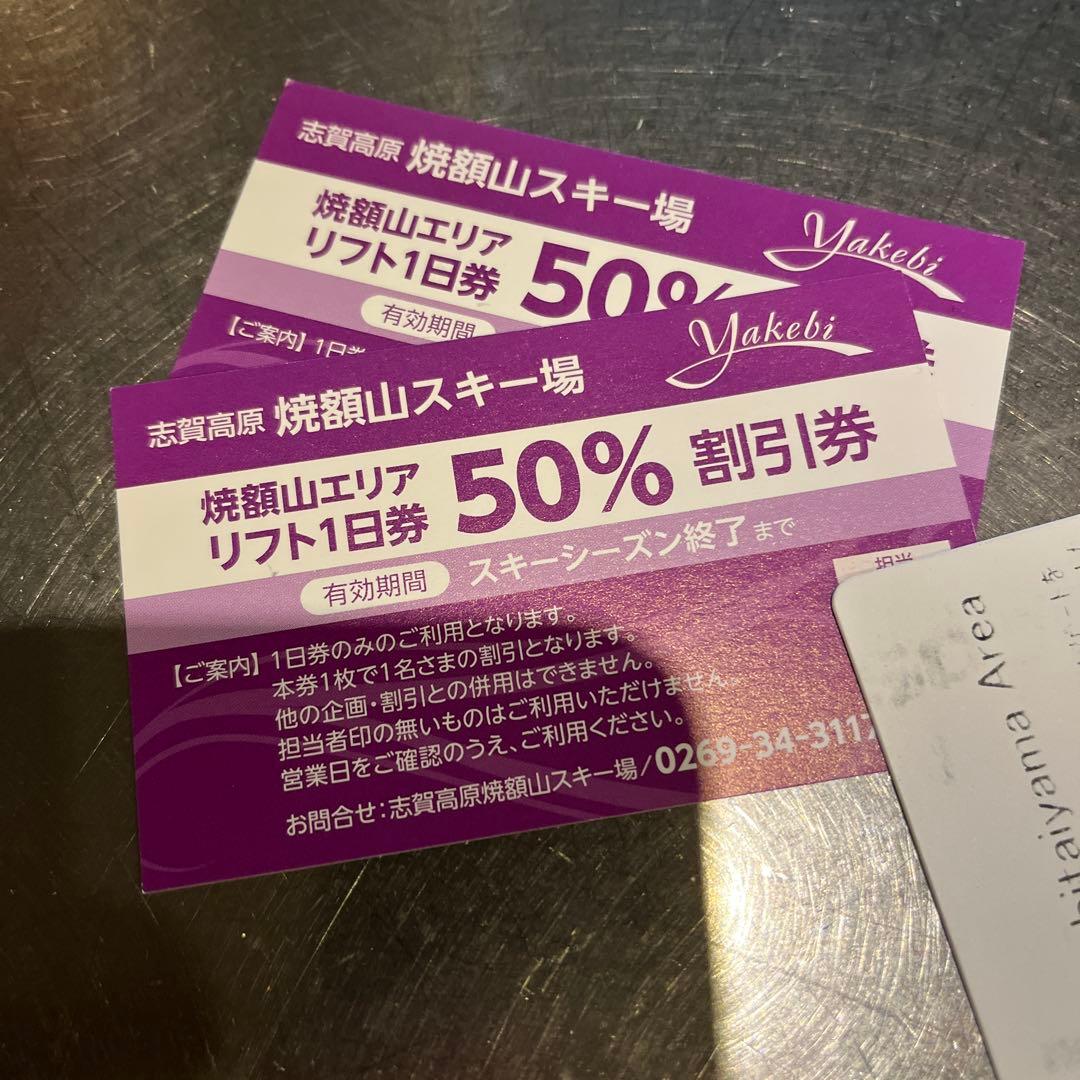 志賀高原 焼額山スキー場
Yakebi
焼額山エリア
リフト1日券
50%
有効期間
【ご案内】1日券
志賀高原 焼額山スキー場
Yakebi
焼額山エリア
リフト1日券
50% 割引券
有効期間 スキーシーズン終了まで
【ご案内】1日券のみのご利用となります。
本券1枚で1名さまの割引となります。
他の企画・割引との併用はできません。
担当者印の無いものはご利用いただけません。
営業日をご確認のうえ、ご利用ください。
お問合せ:志賀高原焼額山スキー場/0269-34-3117
Area